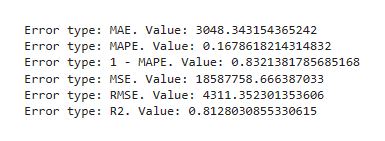 Error type: MAE. Value: 3048.343154365242
Error type: MAPE. Value: 0.1678618214314832
Error type: 1 - MAPE. Value: 0.8321381785685168
Error type: MSE. Value: 18587758.666387033
Error type: RMSE. Value: 4311.352301353606
Error type: R2. Value: 0.8128030855330615